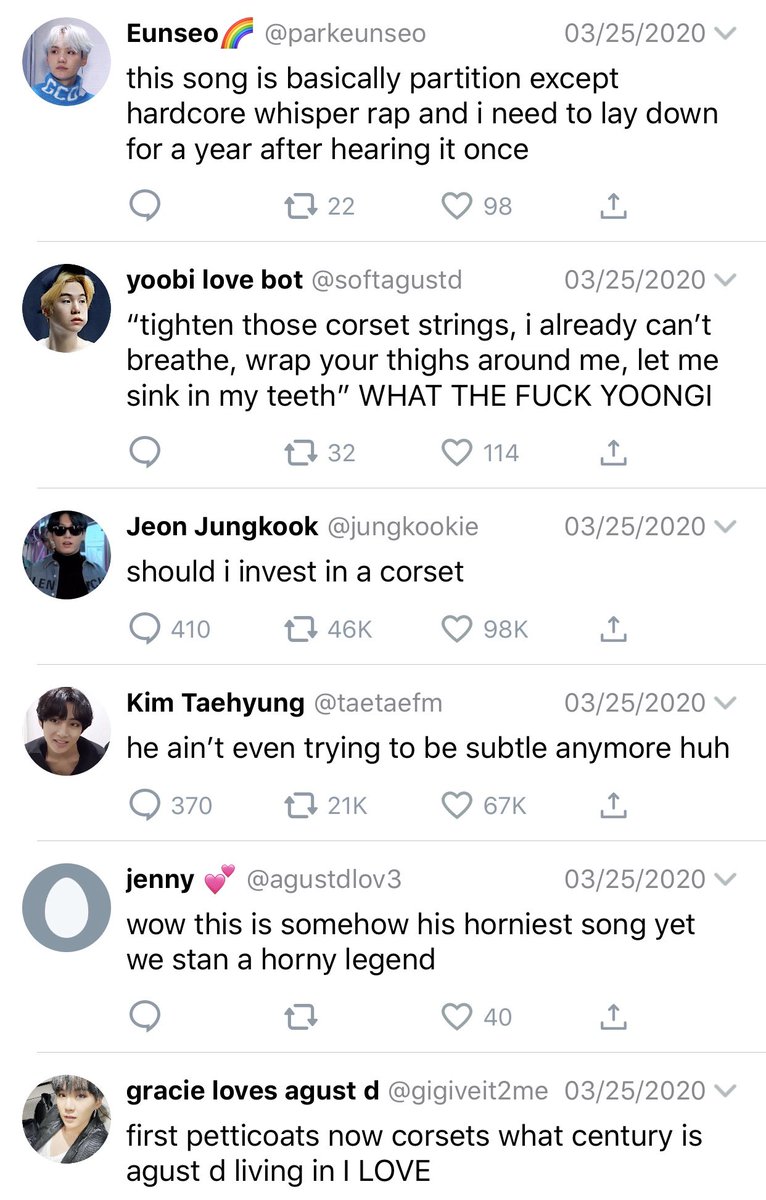 Eunseo🌈 @parkeunseo 03/25/2020
this song is basically partition except
hardcore whisper rap and i need to lay down
for a year after hearing it once
22 98
yoobi love bot @softagustd 03/25/2020
“tighten those corset strings, i already can’t
breathe, wrap your thighs around me, let me
sink in my teeth” WHAT THE FUCK YOONGI
32 114
Jeon Jungkook @jungkookie 03/25/2020
should i invest in a corset
410 46K 98K
Kim Taehyung @taetaefm 03/25/2020
he ain’t even trying to be subtle anymore huh
370 21K 67K
jenny 💕 @agustdlov3 03/25/2020
wow this is somehow his horniest song yet
we stan a horny legend
40
gracie loves agust d @gigiveit2me 03/25/2020
first petticoats now corsets what century is
agust d living in I LOVE